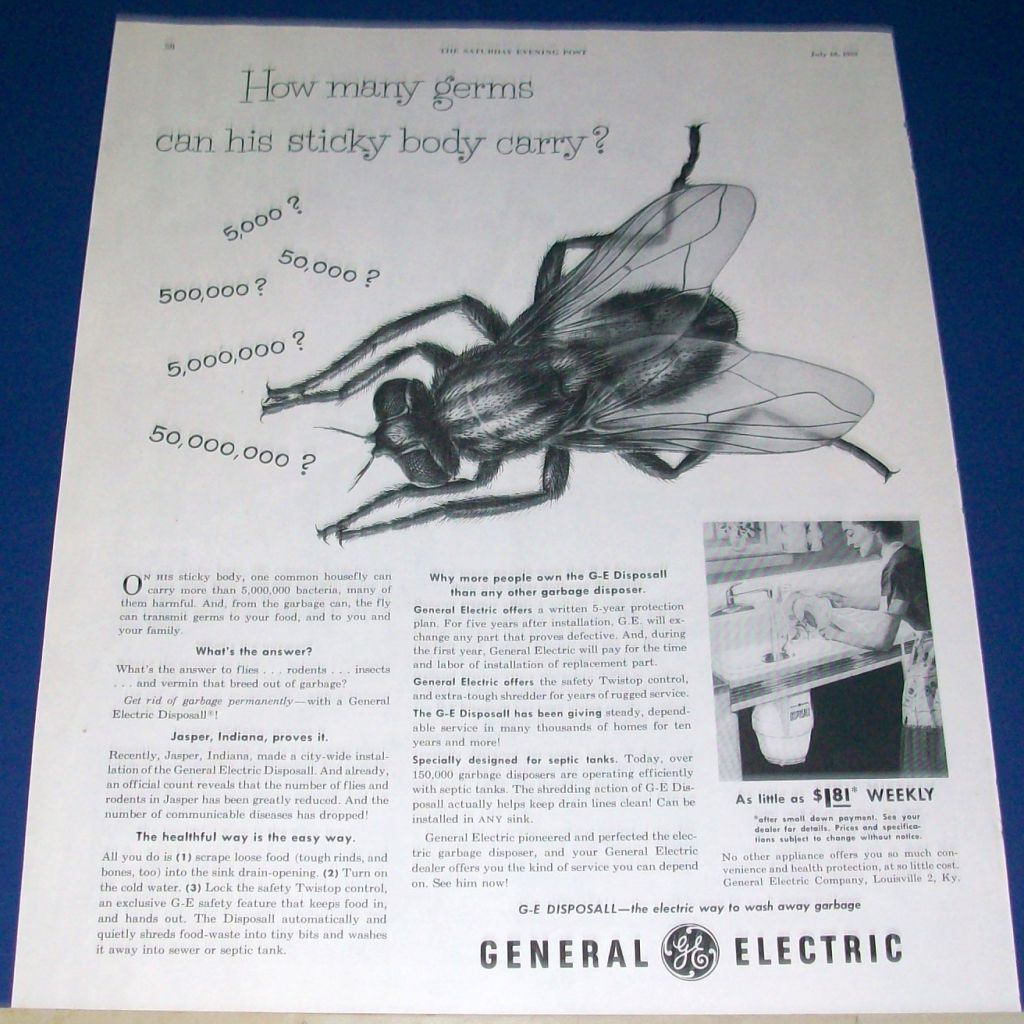 THE SATURDAY EVENING POST
How many germs
can his sticky body carry?
5,000 ?
50,000 ?
500,000 ?
5,000,000 ?
50,000,000 ?
ON HIS sticky body, one common housefly can
carry more than 5,000,000 bacteria, many of
them harmful. And, from the garbage can, the fly
can transmit germs to your food, and to you and
your family.
What's the answer?
What's the answer to flies . . . rodents . . . insects
. . . and vermin that breed out of garbage?
Get rid of garbage permanently—with a General
Electric Disposall®!
Jasper, Indiana, proves it.
Recently, Jasper, Indiana, made a city-wide instal-
lation of the General Electric Disposall. And already,
an official count reveals that the number of flies and
rodents in Jasper has been greatly reduced. And the
number of communicable diseases has dropped!
The healthful way is the easy way.
All you do is (1) scrape loose food (tough rinds, and
bones, too) into the sink drain-opening. (2) Turn on
the cold water. (3) Lock the safety Twistop control,
an exclusive G-E safety feature that keeps food in,
and hands out. The Disposall automatically and
quietly shreds food-waste into tiny bits and washes
it away into sewer or septic tank.
Why more people own the G-E Disposall
than any other garbage disposer.
General Electric offers a written 5-year protection
plan. For five years after installation, G.E. will ex-
change any part that proves defective. And, during
the first year, General Electric will pay for the time
and labor of installation of replacement part.
General Electric offers the safety Twistop control,
and extra-tough shredder for years of rugged service.
The G-E Disposall has been giving steady, depend-
able service in many thousands of homes for ten
years and more!
Specially designed for septic tanks. Today, over
150,000 garbage disposers are operating efficiently
with septic tanks. The shredding action of G-E Dis-
posall actually helps keep drain lines clean! Can be
installed in ANY sink.
General Electric pioneered and perfected the elec-
tric garbage disposer, and your General Electric
dealer offers you the kind of service you can depend
on. See him now!
DISPOSALL
As little as $1.81* WEEKLY
*after small down payment. See your
dealer for details. Prices and specifica-
tions subject to change without notice.
No other appliance offers you so much con-
venience and health protection, at so little cost.
General Electric Company, Louisville 2, Ky.
G-E DISPOSALL—the electric way to wash away garbage
GENERAL GE ELECTRIC